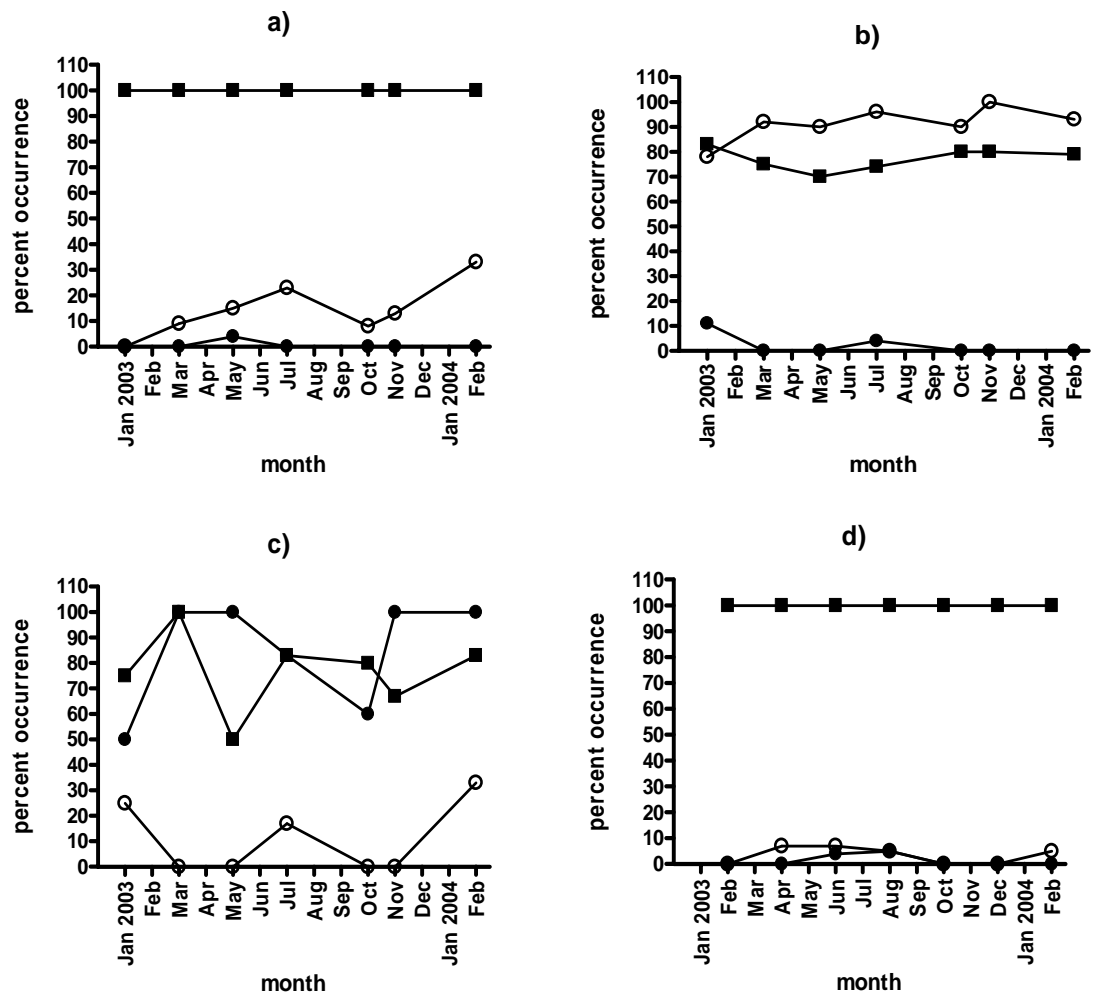 a)
percent occurrence
110
100
90
80
70
60
50
40
30
20
10
0
Jan 2003
Feb
Mar
Apr
May
Jun
Jul
Aug
Sep
Oct
Nov
Dec
Jan 2004
Feb
month
b)
percent occurrence
110
100
90
80
70
60
50
40
30
20
10
0
Jan 2003
Feb
Mar
Apr
May
Jun
Jul
Aug
Sep
Oct
Nov
Dec
Jan 2004
Feb
month
c)
percent occurrence
110
100
90
80
70
60
50
40
30
20
10
0
Jan 2003
Feb
Mar
Apr
May
Jun
Jul
Aug
Sep
Oct
Nov
Dec
Jan 2004
Feb
month
d)
percent occurrence
110
100
90
80
70
60
50
40
30
20
10
0
Jan 2003
Feb
Mar
Apr
Jun
Jul
Aug
Sep
Oct
Nov
Dec
Jan 2004
Feb
month